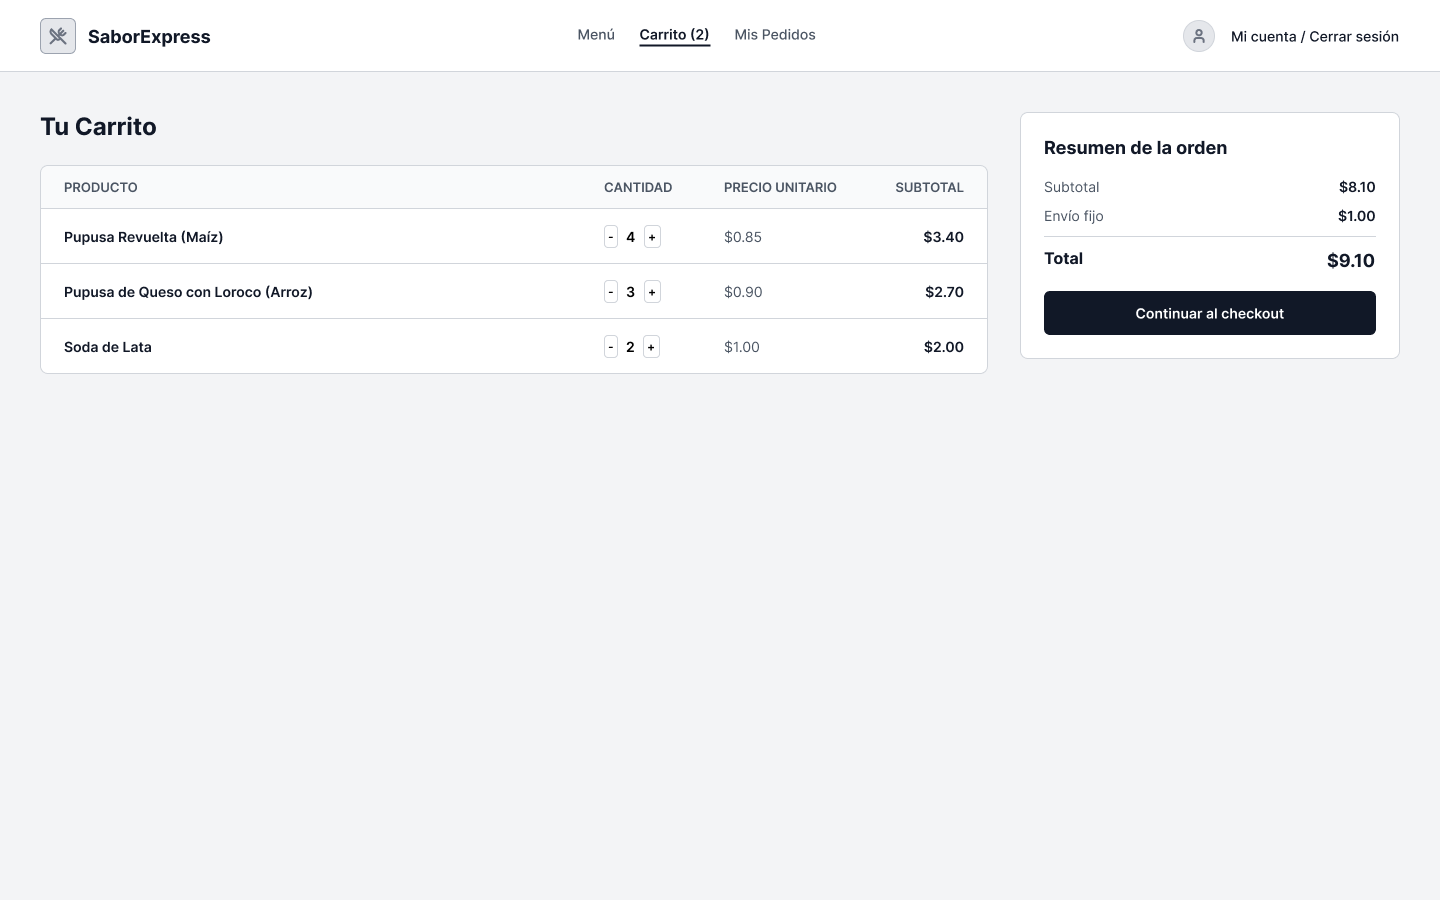 SaborExpress
Menú Carrito (2) Mis Pedidos
Mi cuenta / Cerrar sesión
Tu Carrito
PRODUCTO CANTIDAD PRECIO UNITARIO SUBTOTAL
Pupusa Revuelta (Maíz) - 4 + $0.85 $3.40
Pupusa de Queso con Loroco (Arroz) - 3 + $0.90 $2.70
Soda de Lata - 2 + $1.00 $2.00
Resumen de la orden
Subtotal $8.10
Envío fijo $1.00
Total $9.10
Continuar al checkout